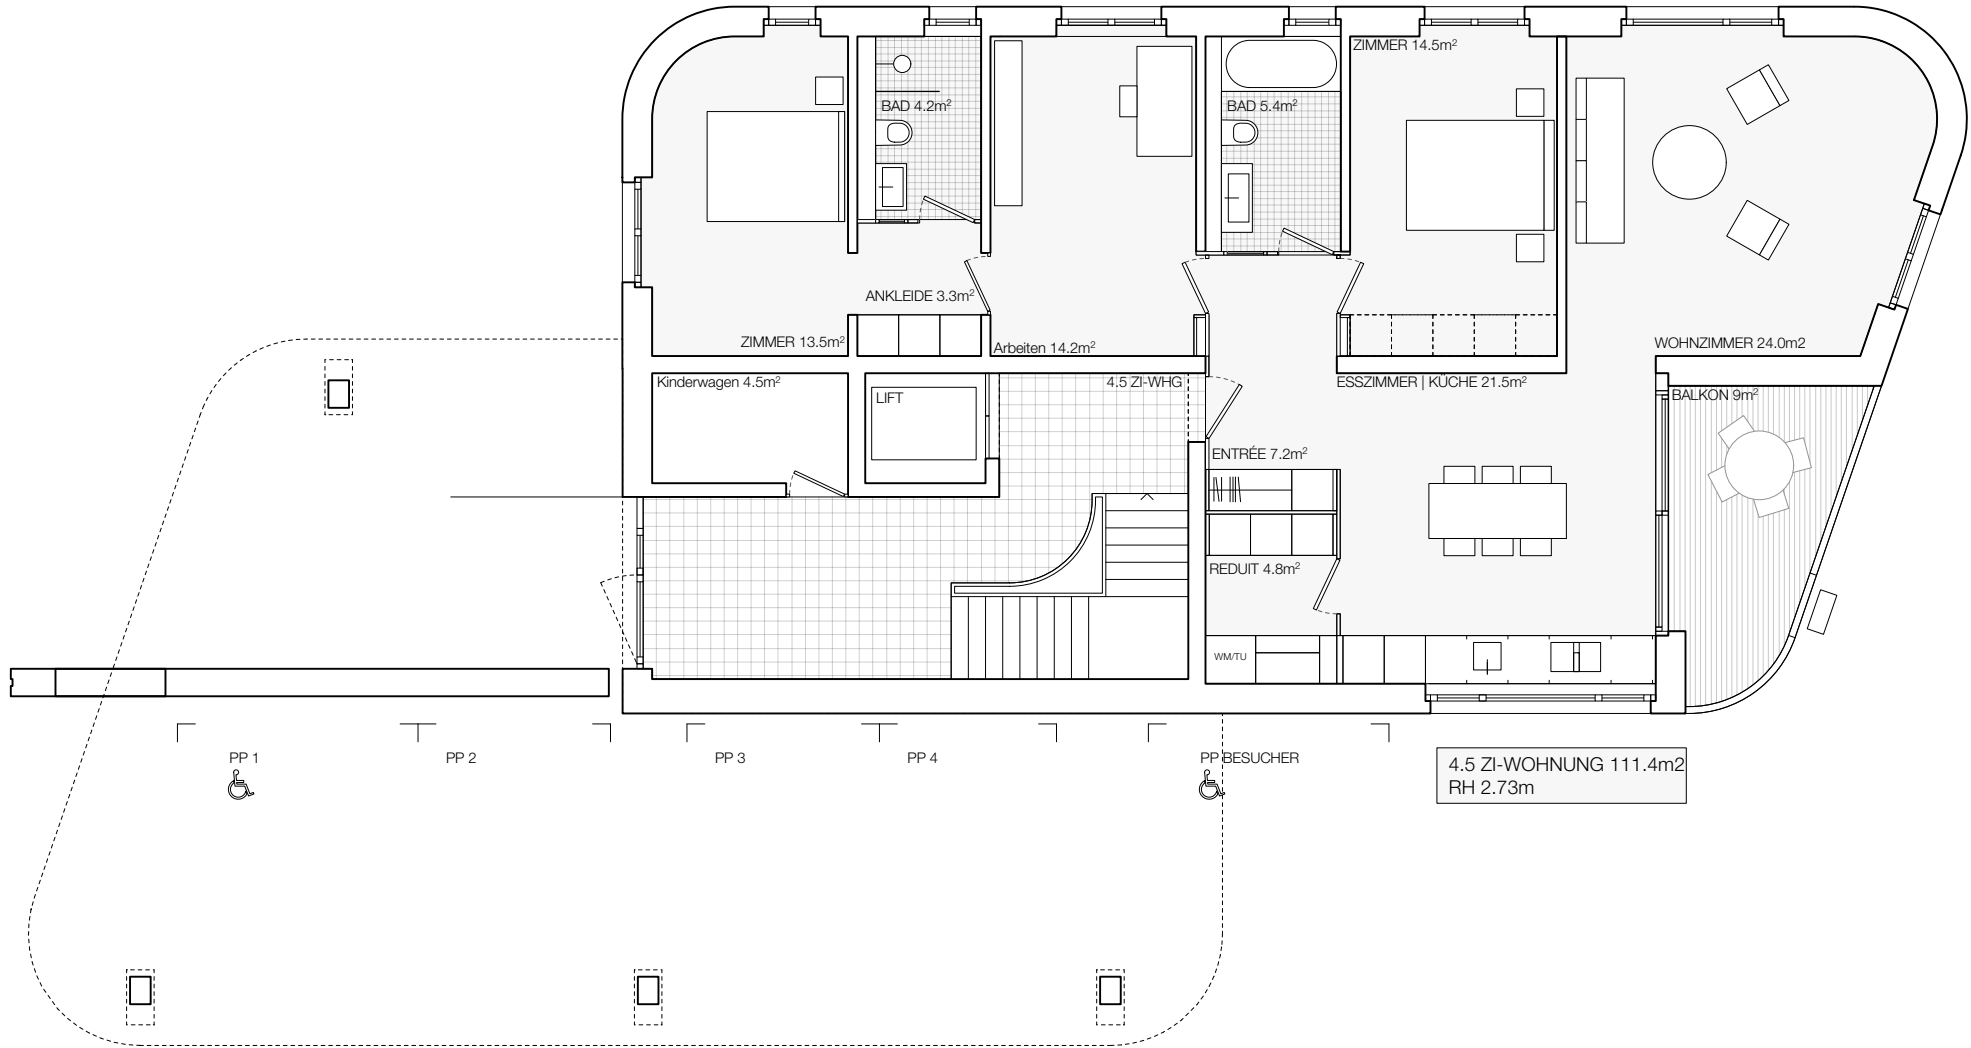 ZIMMER 14.5m²
BAD 4.2m²
BAD 5.4m²
ANKLEIDE 3.3m²
ZIMMER 13.5m²
Arbeiten 14.2m²
WOHNZIMMER 24.0m2
Kinderwagen 4.5m²
LIFT
4.5 ZI-WHG
ESSZIMMER | KÜCHE 21.5m²
BALKON 9m²
ENTRÉE 7.2m²
REDUIT 4.8m²
WM/TU
PP 1
PP 2
PP 3
PP 4
PP BESUCHER
4.5 ZI-WOHNUNG 111.4m2
RH 2.73m